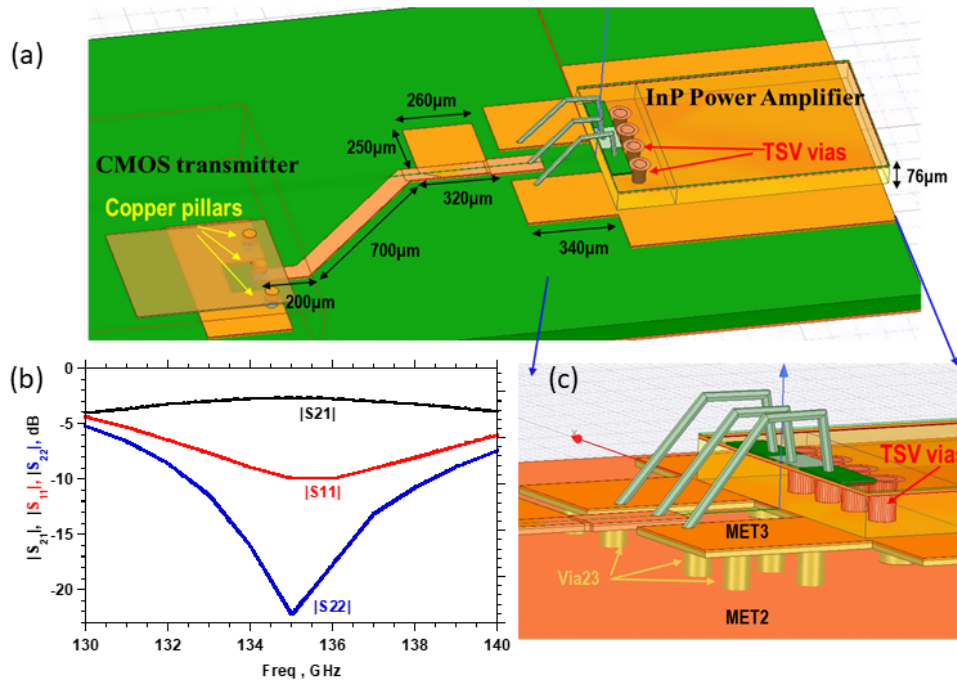 (a)
260µm
InP Power Amplifier
250µm
CMOS transmitter
TSV vias
76µm
Copper pillars
320µm
700µm
340µm
200µm
(b)
|S21|, |S11|, |S22|, dB
0
-5
-10
-15
-20
|S21|
|S11|
|S22|
130
132
134
136
138
140
Freq , GHz
(c)
x
TSV vias
MET3
Via23
MET2